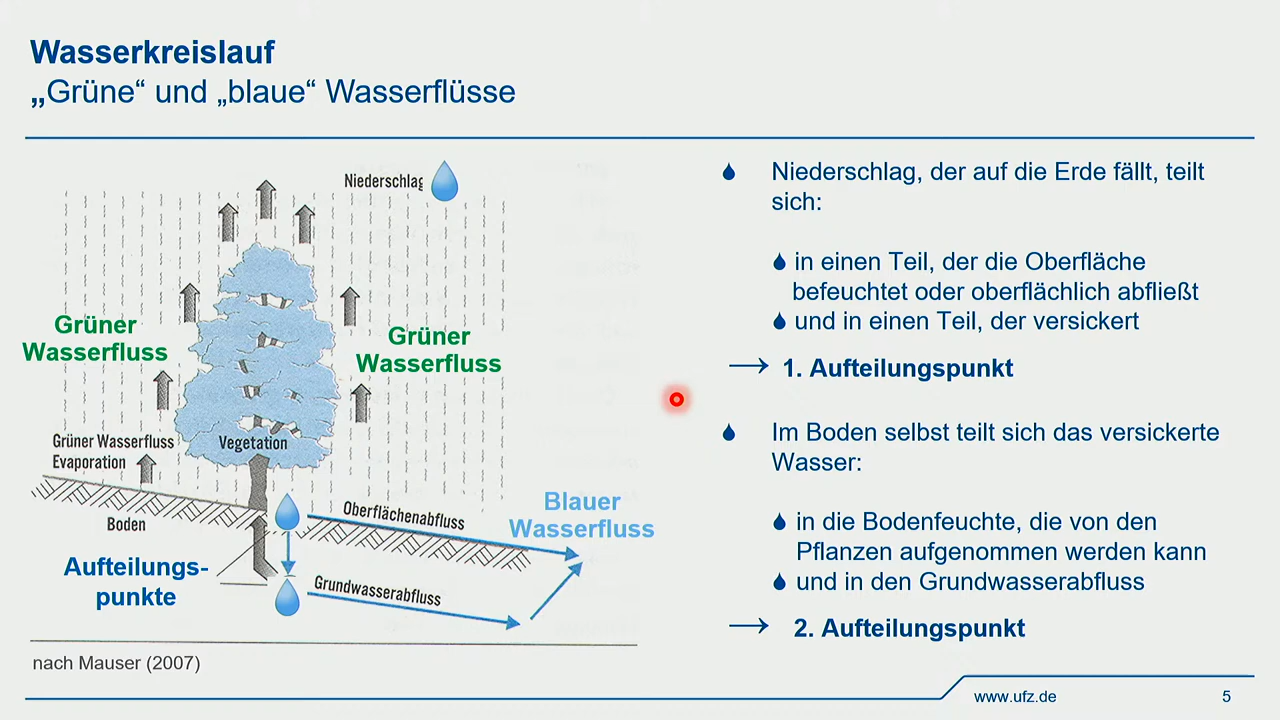 Wasserkreislauf
„Grüne“ und „blaue“ Wasserflüsse
Niederschlag
Grüner
Wasserfluss
Grüner
Wasserfluss
Grüner Wasserfluss
Evaporation
Vegetation
Boden
Oberflächenabfluss
Blauer
Wasserfluss
Aufteilungs-
punkte
Grundwasserabfluss
nach Mauser (2007)
Niederschlag, der auf die Erde fällt, teilt
sich:
in einen Teil, der die Oberfläche
befeuchtet oder oberflächlich abfließt
und in einen Teil, der versickert
1. Aufteilungspunkt
Im Boden selbst teilt sich das versickerte
Wasser:
in die Bodenfeuchte, die von den
Pflanzen aufgenommen werden kann
und in den Grundwasserabfluss
2. Aufteilungspunkt
www.ufz.de
5